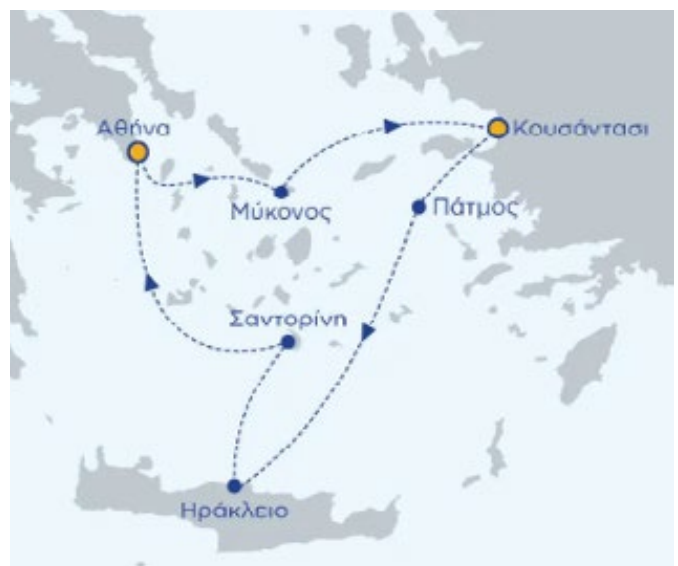 Αθήνα
Κουσάντασι
Μύκονος
Πάτμος
Σαντορίνη
Ηράκλειο